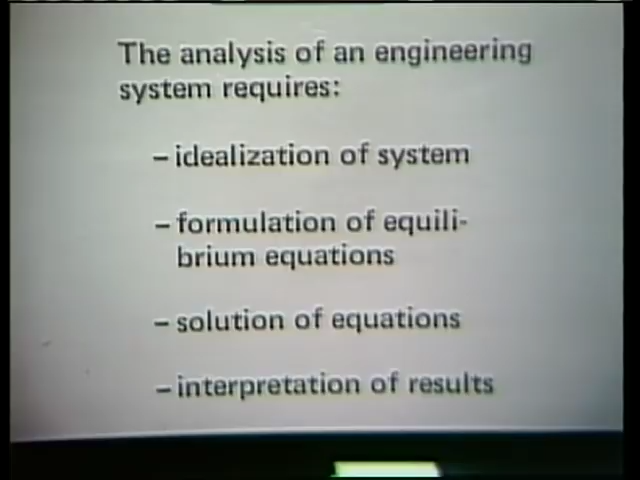 The analysis of an engineering
system requires:
– idealization of system
– formulation of equili-
brium equations
– solution of equations
– interpretation of results